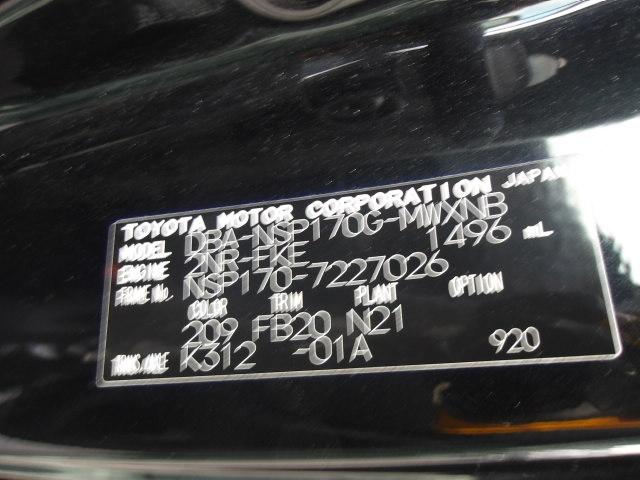 TOYOTA MOTOR CORPORATION JAPAN
MODEL DBA-NSP170G-MWXNB
ENGINE 2NR-FKE 1496 mL
FRAME No. NSP170-7227026
COLOR TRIM PLANT OPTION
209 FB20 N21
TRANS/AXLE K312 -01A 920